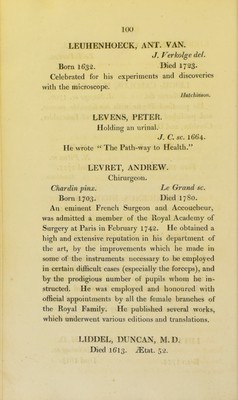 100
LEUHENHOECK, ANT. VAN.
J. Verkolge del.
Born 1632. Died 1723.
Celebrated for his experiments and discoveries
with the microscope.
Hutchinson.
LEVENS, PETER.
Holding an urinal.
J. C. sc. 1664.
He wrote “ The Path-way to Health.”
LEVRET, ANDREW.
Chirurgeon.
Chardin pinx. Le Grand sc.
Born 1703. Died 1780.
An eminent French Surgeon and Accoucheur,
was admitted a member of the Royal Academy of
Surgery at Paris in February 1742. He obtained a
high and extensive reputation in his department of
the art, by the improvements which he made in
some of the instruments necessary to be employed
in certain difficult cases (especially the forceps), and
by the prodigious number of pupils whom he in-
structed. He was employed and honoured with
official appointments by all the female branches of
the Royal Family. He published several works,
which underwent various editions and translations.
LIDDEL, DUNCAN, M. D.
Died 1613. Ætat. 52.